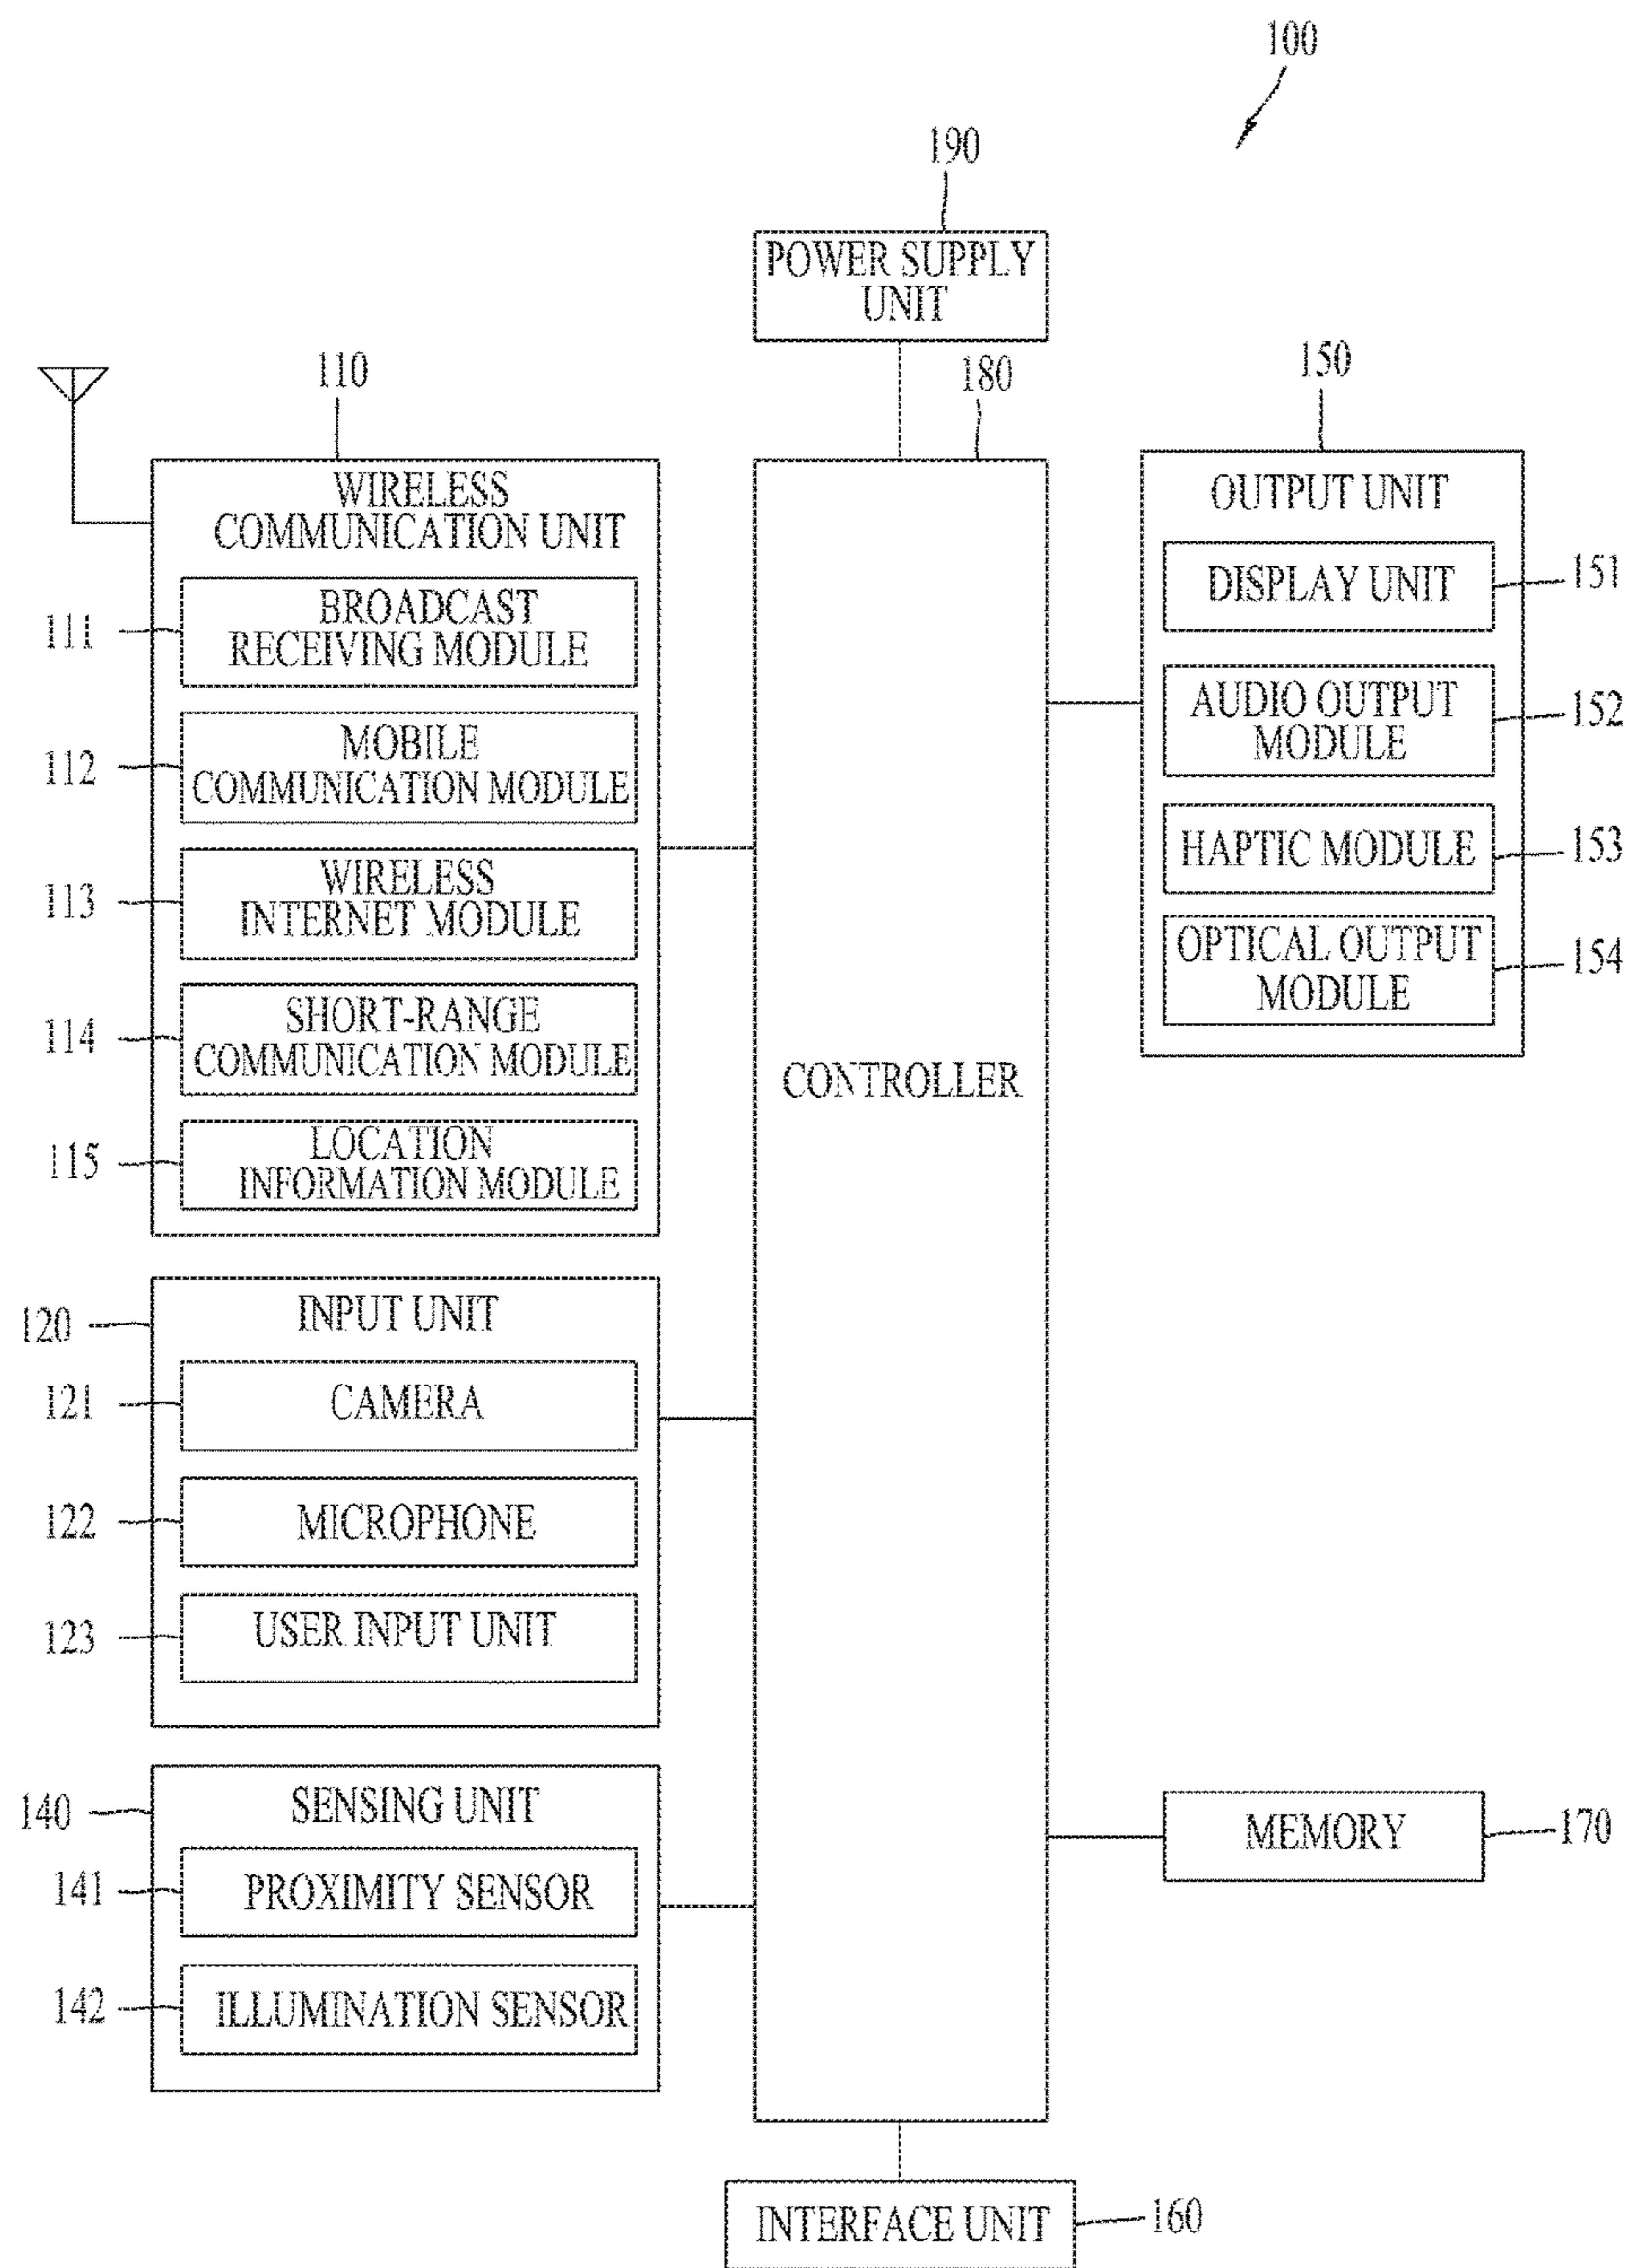 100
190
POWER SUPPLY
UNIT
110
180
150
WIRELESS
COMMUNICATION UNIT
111
BROADCAST
RECEIVING MODULE
112
MOBILE
COMMUNICATION MODULE
113
WIRELESS
INTERNET MODULE
114
SHORT-RANGE
COMMUNICATION MODULE
115
LOCATION
INFORMATION MODULE
120
INPUT UNIT
121
CAMERA
122
MICROPHONE
123
USER INPUT UNIT
140
SENSING UNIT
141
PROXIMITY SENSOR
142
ILLUMINATION SENSOR
CONTROLLER
OUTPUT UNIT
DISPLAY UNIT
151
AUDIO OUTPUT
MODULE
152
HAPTIC MODULE
153
OPTICAL OUTPUT
MODULE
154
MEMORY
170
INTERFACE UNIT
160